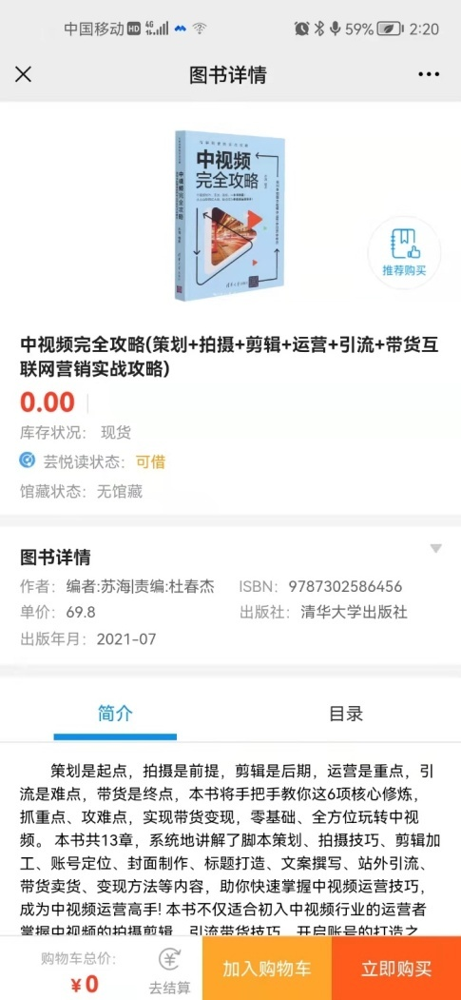 中国移动 HD 4G 59% 2:20
图书详情
中视频
完全攻略
中视频完全攻略
清华大学出版社
推荐购买
中视频完全攻略(策划+拍摄+剪辑+运营+引流+带货互
联网营销实战攻略)
0.00
库存状况： 现货
芸悦读状态： 可借
馆藏状态： 无馆藏
图书详情
作者： 编者:苏海|责编:杜春杰 ISBN： 9787302586456
单价： 69.8 出版社： 清华大学出版社
出版年月： 2021-07
简介 目录
策划是起点，拍摄是前提，剪辑是后期，运营是重点，引
流是难点，带货是终点，本书将手把手教你这6项核心修炼，
抓重点、攻难点，实现带货变现，零基础、全方位玩转中视
频。 本书共13章，系统地讲解了脚本策划、拍摄技巧、剪辑加
工、账号定位、封面制作、标题打造、文案撰写、站外引流、
带货卖货、变现方法等内容，助你快速掌握中视频运营技巧，
成为中视频运营高手! 本书不仅适合初入中视频行业的运营者
掌握中视频的拍摄剪辑、引流带货技巧，开启账号的打造之
购物车总价:
¥0
去结算
加入购物车
立即购买